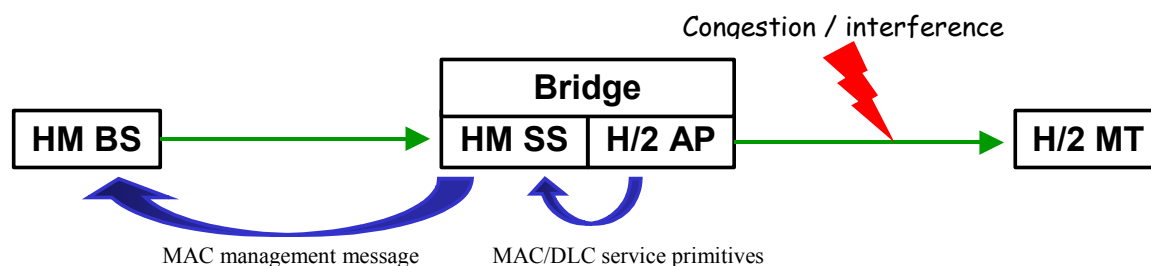 Congestion / interference
Bridge
HM BS
HM SS
H/2 AP
H/2 MT
MAC management message
MAC/DLC service primitives